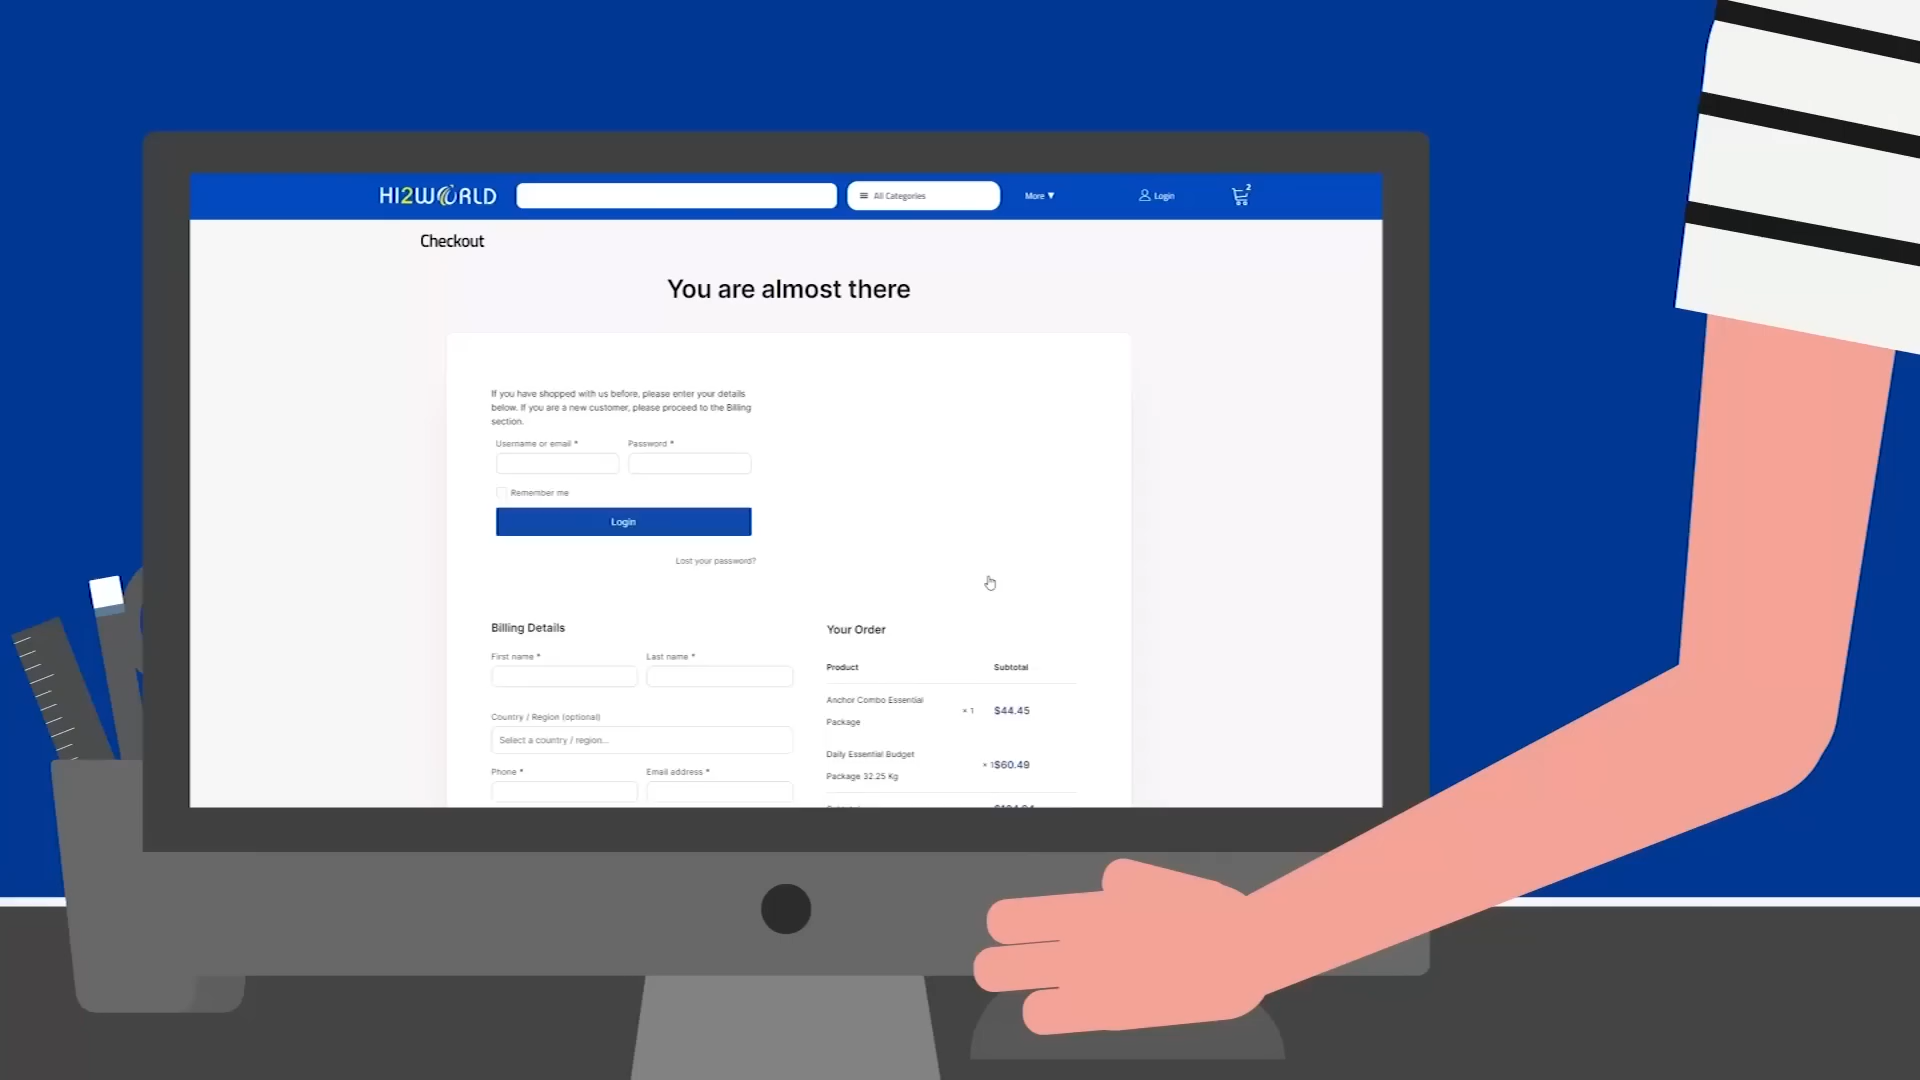 HI2WORLD
All Categories
More ▼
Login
2
Checkout
You are almost there
If you have shopped with us before, please enter your details
below. If you are a new customer, please proceed to the Billing
section.
Username or email * Password *
Remember me
Login
Lost your password?
Billing Details
First name * Last name *
Country / Region (optional)
Select a country / region...
Phone * Email address *
Your Order
Product Subtotal
Anchor Combo Essential
Package × 1 $44.45
Daily Essential Budget
Package 32.25 Kg × 1 $60.49